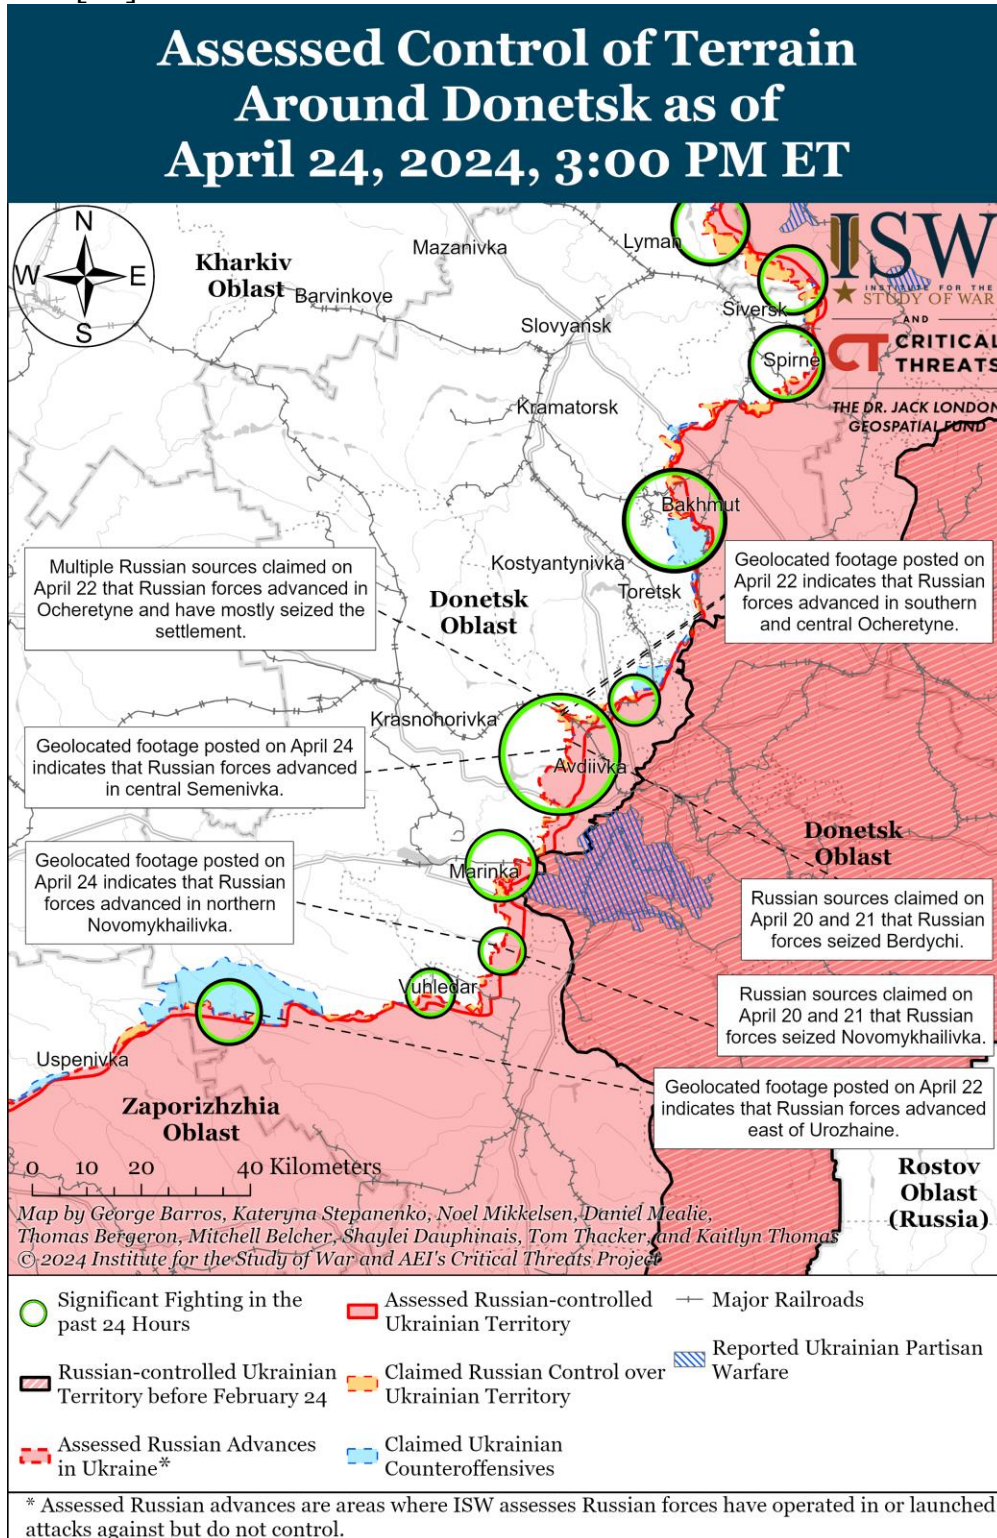 Assessed Control of Terrain
Around Donetsk as of
April 24, 2024, 3:00 PM ET
N
W
E
S
Kharkiv
Oblast
Mazanivka
Lyman
ISW
INSTITUTE FOR THE
STUDY OF WAR
AND
CT CRITICAL
THREATS
THE DR. JACK LONDON
GEOSPATIAL FUND
Barvinkove
Slovyansk
Siversk
Spirne
Kramatorsk
Bakhmut
Multiple Russian sources claimed on
April 22 that Russian forces advanced in
Ocheretyne and have mostly seized the
settlement.
Kostyantynivka
Toretsk
Donetsk
Oblast
Geolocated footage posted on
April 22 indicates that Russian
forces advanced in southern
and central Ocheretyne.
Krasnohorivka
Geolocated footage posted on April 24
indicates that Russian forces advanced
in central Semenivka.
Avdiivka
Donetsk
Oblast
Geolocated footage posted on
April 24 indicates that Russian
forces advanced in northern
Novomykhailivka.
Marinka
Russian sources claimed on
April 20 and 21 that Russian
forces seized Berdychi.
Vuhledar
Russian sources claimed on
April 20 and 21 that Russian
forces seized Novomykhailivka.
Uspenivka
Geolocated footage posted on April 22
indicates that Russian forces advanced
east of Urozhaine.
Zaporizhzhia
Oblast
Rostov
Oblast
(Russia)
0 10 20 40 Kilometers
Map by George Barros, Kateryna Stepanenko, Noel Mikkelsen, Daniel Mealie,
Thomas Bergeron, Mitchell Belcher, Shaylei Dauphinais, Tom Thacker, and Kaitlyn Thomas
© 2024 Institute for the Study of War and AEI's Critical Threats Project
Significant Fighting in the
past 24 Hours
Russian-controlled Ukrainian
Territory before February 24
Assessed Russian Advances
in Ukraine*
Assessed Russian-controlled
Ukrainian Territory
Claimed Russian Control over
Ukrainian Territory
Claimed Ukrainian
Counteroffensives
Major Railroads
Reported Ukrainian Partisan
Warfare
* Assessed Russian advances are areas where ISW assesses Russian forces have operated in or launched
attacks against but do not control.